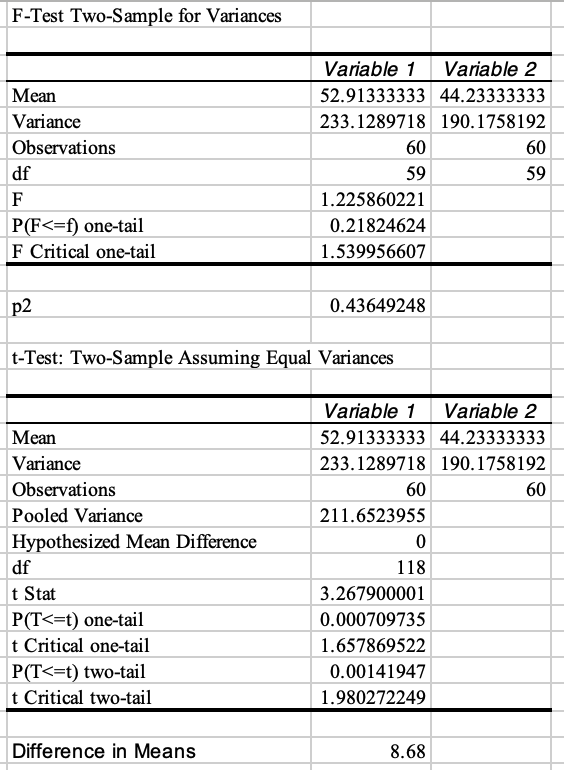 F-Test Two-Sample for Variances
Variable 1 Variable 2
Mean 52.91333333 44.23333333
Variance 233.1289718 190.1758192
Observations 60 60
df 59 59
F 1.225860221
P(F<=f) one-tail 0.21824624
F Critical one-tail 1.539956607
p2 0.43649248
t-Test: Two-Sample Assuming Equal Variances
Variable 1 Variable 2
Mean 52.91333333 44.23333333
Variance 233.1289718 190.1758192
Observations 60 60
Pooled Variance 211.6523955
Hypothesized Mean Difference 0
df 118
t Stat 3.267900001
P(T<=t) one-tail 0.000709735
t Critical one-tail 1.657869522
P(T<=t) two-tail 0.00141947
t Critical two-tail 1.980272249
Difference in Means 8.68